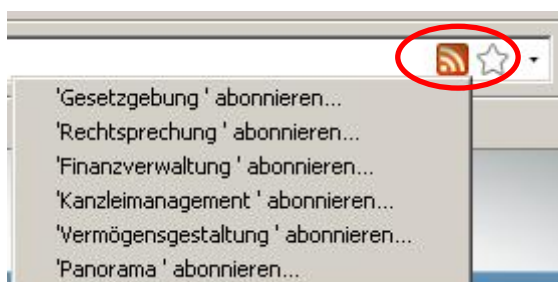 'Gesetzgebung ' abonnieren...
'Rechtsprechung ' abonnieren...
'Finanzverwaltung ' abonnieren...
'Kanzleimanagement ' abonnieren...
'Vermögensgestaltung ' abonnieren...
'Panorama ' abonnieren...